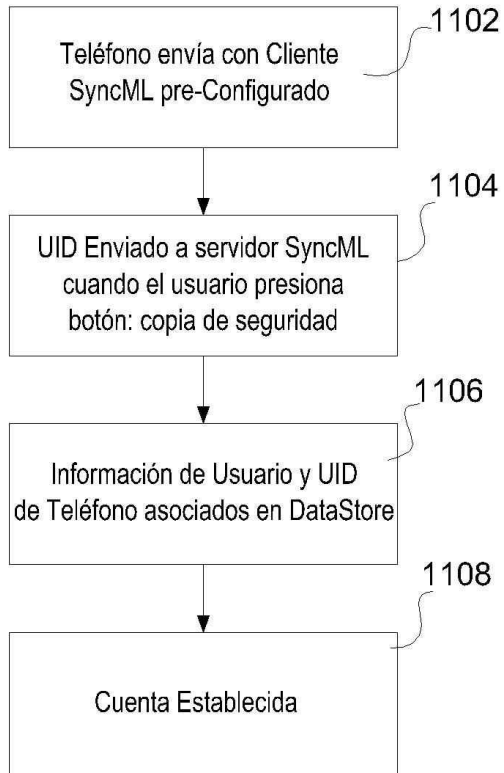 1102
Teléfono envía con Cliente
SyncML pre-Configurado
1104
UID Enviado a servidor SyncML
cuando el usuario presiona
botón: copia de seguridad
1106
Información de Usuario y UID
de Teléfono asociados en DataStore
1108
Cuenta Establecida